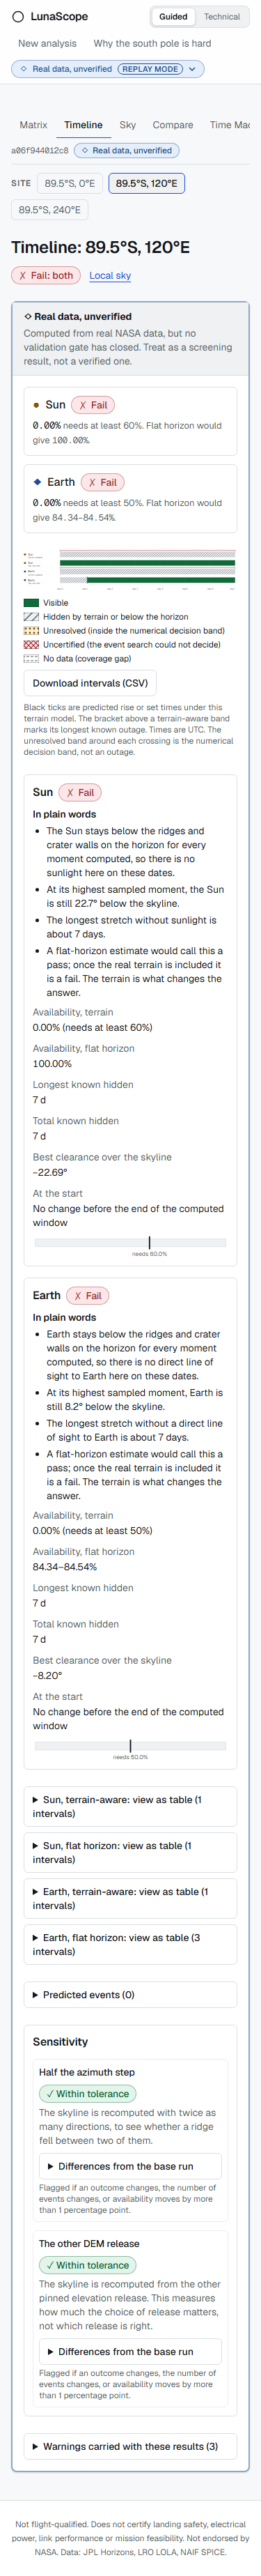 LunaScope
Guided
Technical
New analysis
Why the south pole is hard
◇ Real data, unverified
REPLAY MODE
Matrix
Timeline
Sky
Compare
Time Mac
a06f944012c8
◇ Real data, unverified
SITE
89.5°S, 0°E
89.5°S, 120°E
89.5°S, 240°E
Timeline: 89.5°S, 120°E
✗ Fail: both
Local sky
◇ Real data, unverified
Computed from real NASA data, but no
validation gate has closed. Treat as a screening
result, not a verified one.
Sun
✗ Fail
0.00% needs at least 60%. Flat horizon would
give 100.00%.
Earth
✗ Fail
0.00% needs at least 50%. Flat horizon would
give 84.34–84.54%.
Visible
Hidden by terrain or below the horizon
Unresolved (inside the numerical decision band)
Uncertified (the event search could not decide)
No data (coverage gap)
Download intervals (CSV)
Black ticks are predicted rise or set times under this
terrain model. The bracket above a terrain-aware band
marks its longest known outage. Times are UTC. The
unresolved band around each crossing is the numerical
decision band, not an outage.
Sun
✗ Fail
In plain words
• The Sun stays below the ridges and
crater walls on the horizon for every
moment computed, so there is no
sunlight here on these dates.
• At its highest sampled moment, the Sun
is still 22.7° below the skyline.
• The longest stretch without sunlight is
about 7 days.
• A flat-horizon estimate would call this a
pass; once the real terrain is included it
is a fail. The terrain is what changes the
answer.
Availability, terrain
0.00% (needs at least 60%)
Availability, flat horizon
100.00%
Longest known hidden
7 d
Total known hidden
7 d
Best clearance over the skyline
−22.69°
At the start
No change before the end of the computed
window
needs 60.0%
Earth
✗ Fail
In plain words
• Earth stays below the ridges and crater
walls on the horizon for every moment
computed, so there is no direct line of
sight to Earth here on these dates.
• At its highest sampled moment, Earth is
still 8.2° below the skyline.
• The longest stretch without a direct line
of sight to Earth is about 7 days.
• A flat-horizon estimate would call this a
pass; once the real terrain is included it
is a fail. The terrain is what changes the
answer.
Availability, terrain
0.00% (needs at least 50%)
Availability, flat horizon
84.34–84.54%
Longest known hidden
7 d
Total known hidden
7 d
Best clearance over the skyline
−8.20°
At the start
No change before the end of the computed
window
needs 50.0%
▶ Sun, terrain-aware: view as table (1
intervals)
▶ Sun, flat horizon: view as table (1
intervals)
▶ Earth, terrain-aware: view as table (1
intervals)
▶ Earth, flat horizon: view as table (3
intervals)
▶ Predicted events (0)
Sensitivity
Half the azimuth step
✓ Within tolerance
The skyline is recomputed with twice as
many directions, to see whether a ridge
fell between two of them.
▶ Differences from the base run
Flagged if an outcome changes, the number of
events changes, or availability moves by more
than 1 percentage point.
The other DEM release
✓ Within tolerance
The skyline is recomputed from the other
pinned elevation release. This measures
how much the choice of release matters,
not which release is right.
▶ Differences from the base run
Flagged if an outcome changes, the number of
events changes, or availability moves by more
than 1 percentage point.
▶ Warnings carried with these results (3)
Not flight-qualified. Does not certify landing safety, electrical
power, link performance or mission feasibility. Not endorsed by
NASA. Data: JPL Horizons, LRO LOLA, NAIF SPICE.